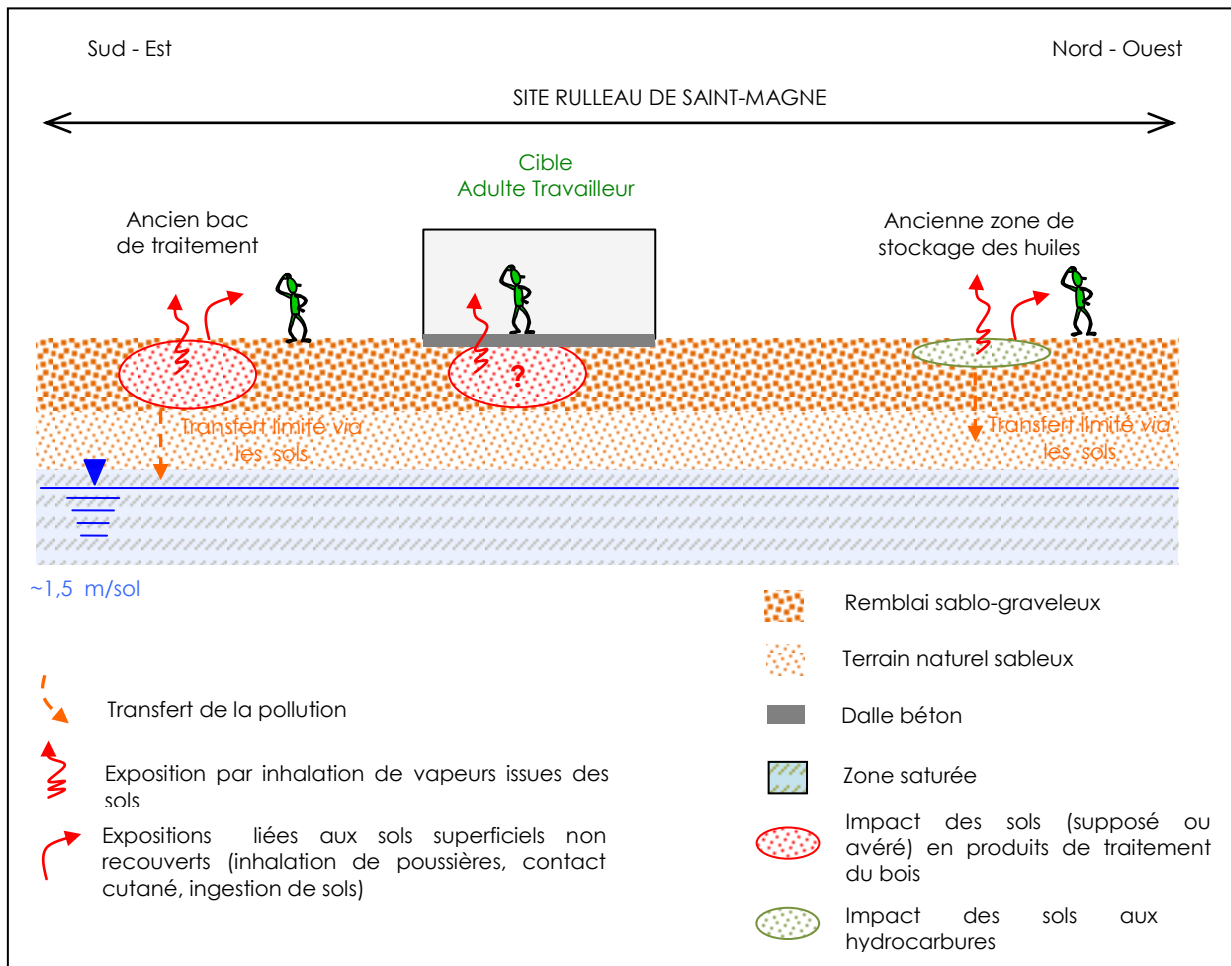 Sud - Est
Nord - Ouest
SITE RULLEAU DE SAINT-MAGNE
Cible
Adulte Travailleur
Ancien bac
de traitement
Ancienne zone de
stockage des huiles
?
Transfert limité via
les sols
Transfert limité via
les sols
~1,5 m/sol
Transfert de la pollution
Exposition par inhalation de vapeurs issues des
sols
Expositions liées aux sols superficiels non
recouverts (inhalation de poussières, contact
cutané, ingestion de sols)
Remblai sablo-graveleux
Terrain naturel sableux
Dalle béton
Zone saturée
Impact des sols (supposé ou
avéré) en produits de traitement
du bois
Impact des sols aux
hydrocarbures